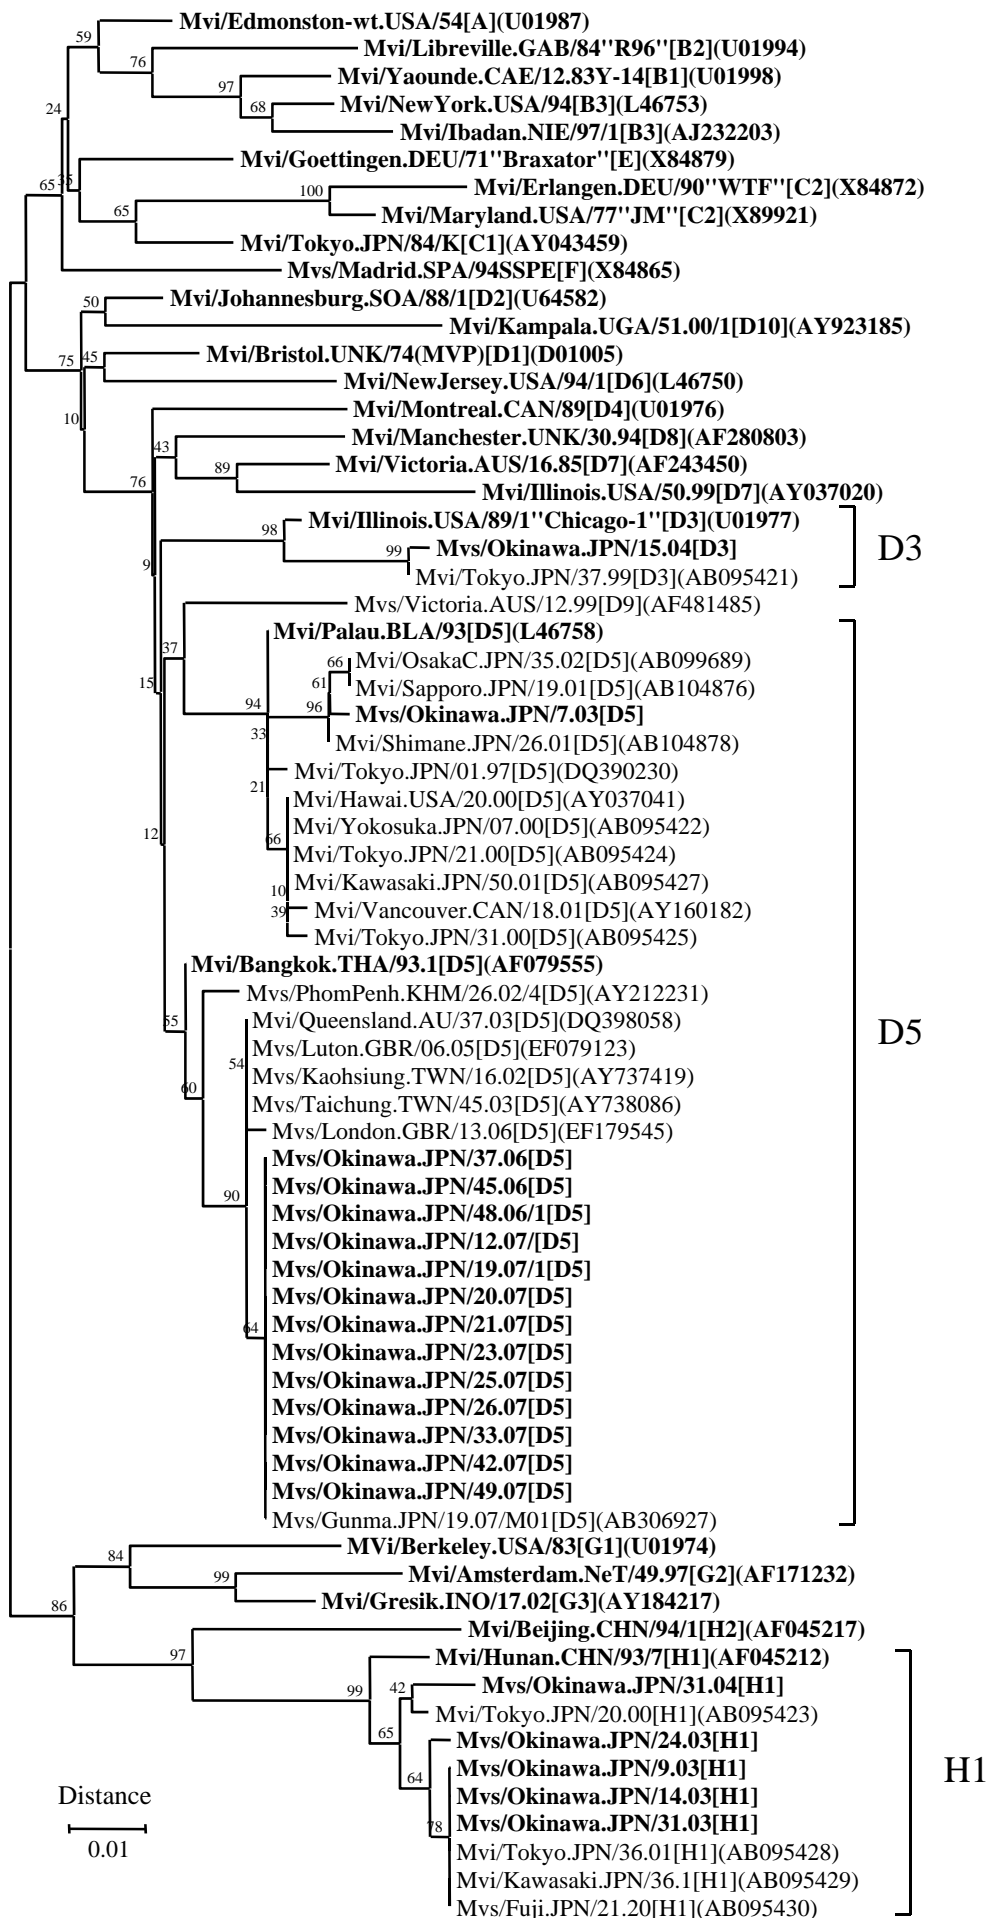 59
Mvi/Edmonston-wt.USA/54[A](U01987)
Mvi/Libreville.GAB/84"R96"[B2](U01994)
76
Mvi/Yaounde.CAE/12.83Y-14[B1](U01998)
97
Mvi/NewYork.USA/94[B3](L46753)
68
24
Mvi/Ibadan.NIE/97/1[B3](AJ232203)
Mvi/Goettingen.DEU/71"Braxator"[E](X84879)
65
35
Mvi/Erlangen.DEU/90"WTF"[C2](X84872)
100
65
Mvi/Maryland.USA/77"JM"[C2](X89921)
Mvi/Tokyo.JPN/84/K[C1](AY043459)
Mvs/Madrid.SPA/94SSPE[F](X84865)
Mvi/Johannesburg.SOA/88/1[D2](U64582)
50
Mvi/Kampala.UGA/51.00/1[D10](AY923185)
Mvi/Bristol.UNK/74(MVP)[D1](D01005)
75
45
Mvi/NewJersey.USA/94/1[D6](L46750)
Mvi/Montreal.CAN/89[D4](U01976)
10
Mvi/Manchester.UNK/30.94[D8](AF280803)
43
Mvi/Victoria.AUS/16.85[D7](AF243450)
89
76
Mvi/Illinois.USA/50.99[D7](AY037020)
Mvi/Illinois.USA/89/1"Chicago-1"[D3](U01977)
98
Mvs/Okinawa.JPN/15.04[D3]
99
D3
9
Mvi/Tokyo.JPN/37.99[D3](AB095421)
Mvs/Victoria.AUS/12.99[D9](AF481485)
Mvi/Palau.BLA/93[D5](L46758)
37
Mvi/OsakaC.JPN/35.02[D5](AB099689)
66
Mvi/Sapporo.JPN/19.01[D5](AB104876)
61
15
Mvs/Okinawa.JPN/7.03[D5]
94
96
Mvi/Shimane.JPN/26.01[D5](AB104878)
33
Mvi/Tokyo.JPN/01.97[D5](DQ390230)
21
Mvi/Hawai.USA/20.00[D5](AY037041)
Mvi/Yokosuka.JPN/07.00[D5](AB095422)
12
66
Mvi/Tokyo.JPN/21.00[D5](AB095424)
Mvi/Kawasaki.JPN/50.01[D5](AB095427)
10
Mvi/Vancouver.CAN/18.01[D5](AY160182)
39
Mvi/Tokyo.JPN/31.00[D5](AB095425)
Mvi/Bangkok.THA/93.1[D5](AF079555)
Mvs/PhomPenh.KHM/26.02/4[D5](AY212231)
55
Mvi/Queensland.AU/37.03[D5](DQ398058)
D5
Mvs/Luton.GBR/06.05[D5](EF079123)
54
Mvs/Kaohsiung.TWN/16.02[D5](AY737419)
60
Mvs/Taichung.TWN/45.03[D5](AY738086)
Mvs/London.GBR/13.06[D5](EF179545)
Mvs/Okinawa.JPN/37.06[D5]
Mvs/Okinawa.JPN/45.06[D5]
90
Mvs/Okinawa.JPN/48.06/1[D5]
Mvs/Okinawa.JPN/12.07/[D5]
Mvs/Okinawa.JPN/19.07/1[D5]
Mvs/Okinawa.JPN/20.07[D5]
Mvs/Okinawa.JPN/21.07[D5]
64
Mvs/Okinawa.JPN/23.07[D5]
Mvs/Okinawa.JPN/25.07[D5]
Mvs/Okinawa.JPN/26.07[D5]
Mvs/Okinawa.JPN/33.07[D5]
Mvs/Okinawa.JPN/42.07[D5]
Mvs/Okinawa.JPN/49.07[D5]
Mvs/Gunma.JPN/19.07/M01[D5](AB306927)
MVi/Berkeley.USA/83[G1](U01974)
84
Mvi/Amsterdam.NeT/49.97[G2](AF171232)
99
Mvi/Gresik.INO/17.02[G3](AY184217)
86
Mvi/Beijing.CHN/94/1[H2](AF045217)
Mvi/Hunan.CHN/93/7[H1](AF045212)
97
Mvs/Okinawa.JPN/31.04[H1]
99
42
Mvi/Tokyo.JPN/20.00[H1](AB095423)
65
Mvs/Okinawa.JPN/24.03[H1]
Mvs/Okinawa.JPN/9.03[H1]
H1
64
Mvs/Okinawa.JPN/14.03[H1]
Distance
Mvs/Okinawa.JPN/31.03[H1]
78
0.01
Mvi/Tokyo.JPN/36.01[H1](AB095428)
Mvi/Kawasaki.JPN/36.1[H1](AB095429)
Mvs/Fuji.JPN/21.20[H1](AB095430)